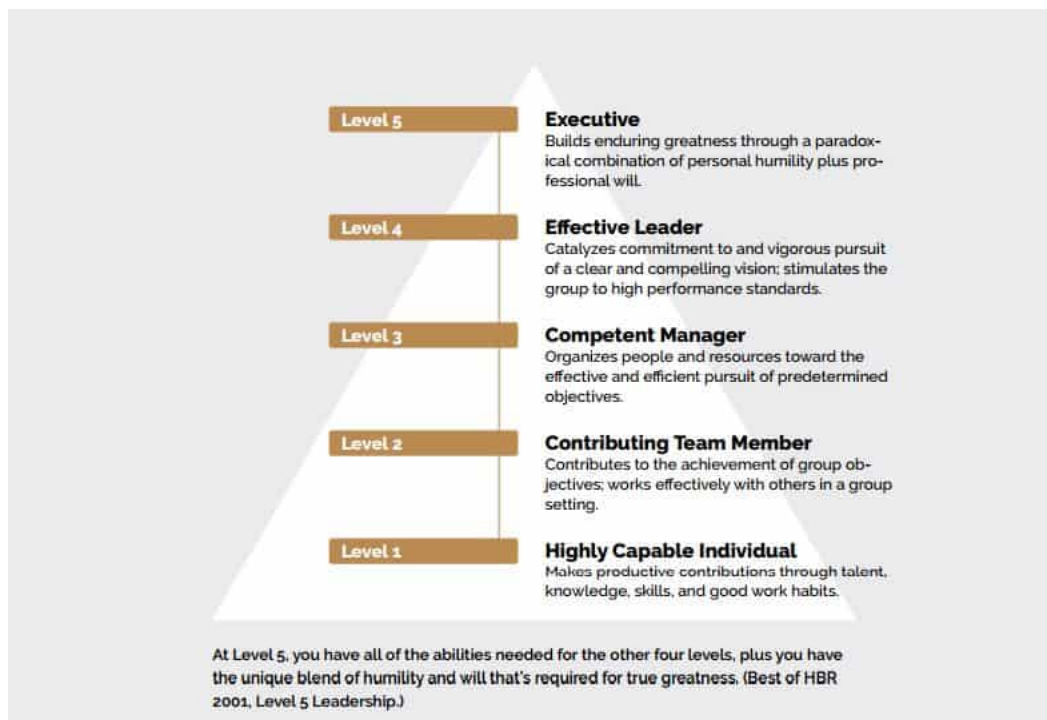 Level 5
Executive
Builds enduring greatness through a paradox-
ical combination of personal humility plus pro-
fessional will.
Level 4
Effective Leader
Catalyzes commitment to and vigorous pursuit
of a clear and compelling vision; stimulates the
group to high performance standards.
Level 3
Competent Manager
Organizes people and resources toward the
effective and efficient pursuit of predetermined
objectives.
Level 2
Contributing Team Member
Contributes to the achievement of group ob-
jectives; works effectively with others in a group
setting.
Level 1
Highly Capable Individual
Makes productive contributions through talent,
knowledge, skills, and good work habits.
At Level 5, you have all of the abilities needed for the other four levels, plus you have
the unique blend of humility and will that's required for true greatness. (Best of HBR
2001, Level 5 Leadership.)